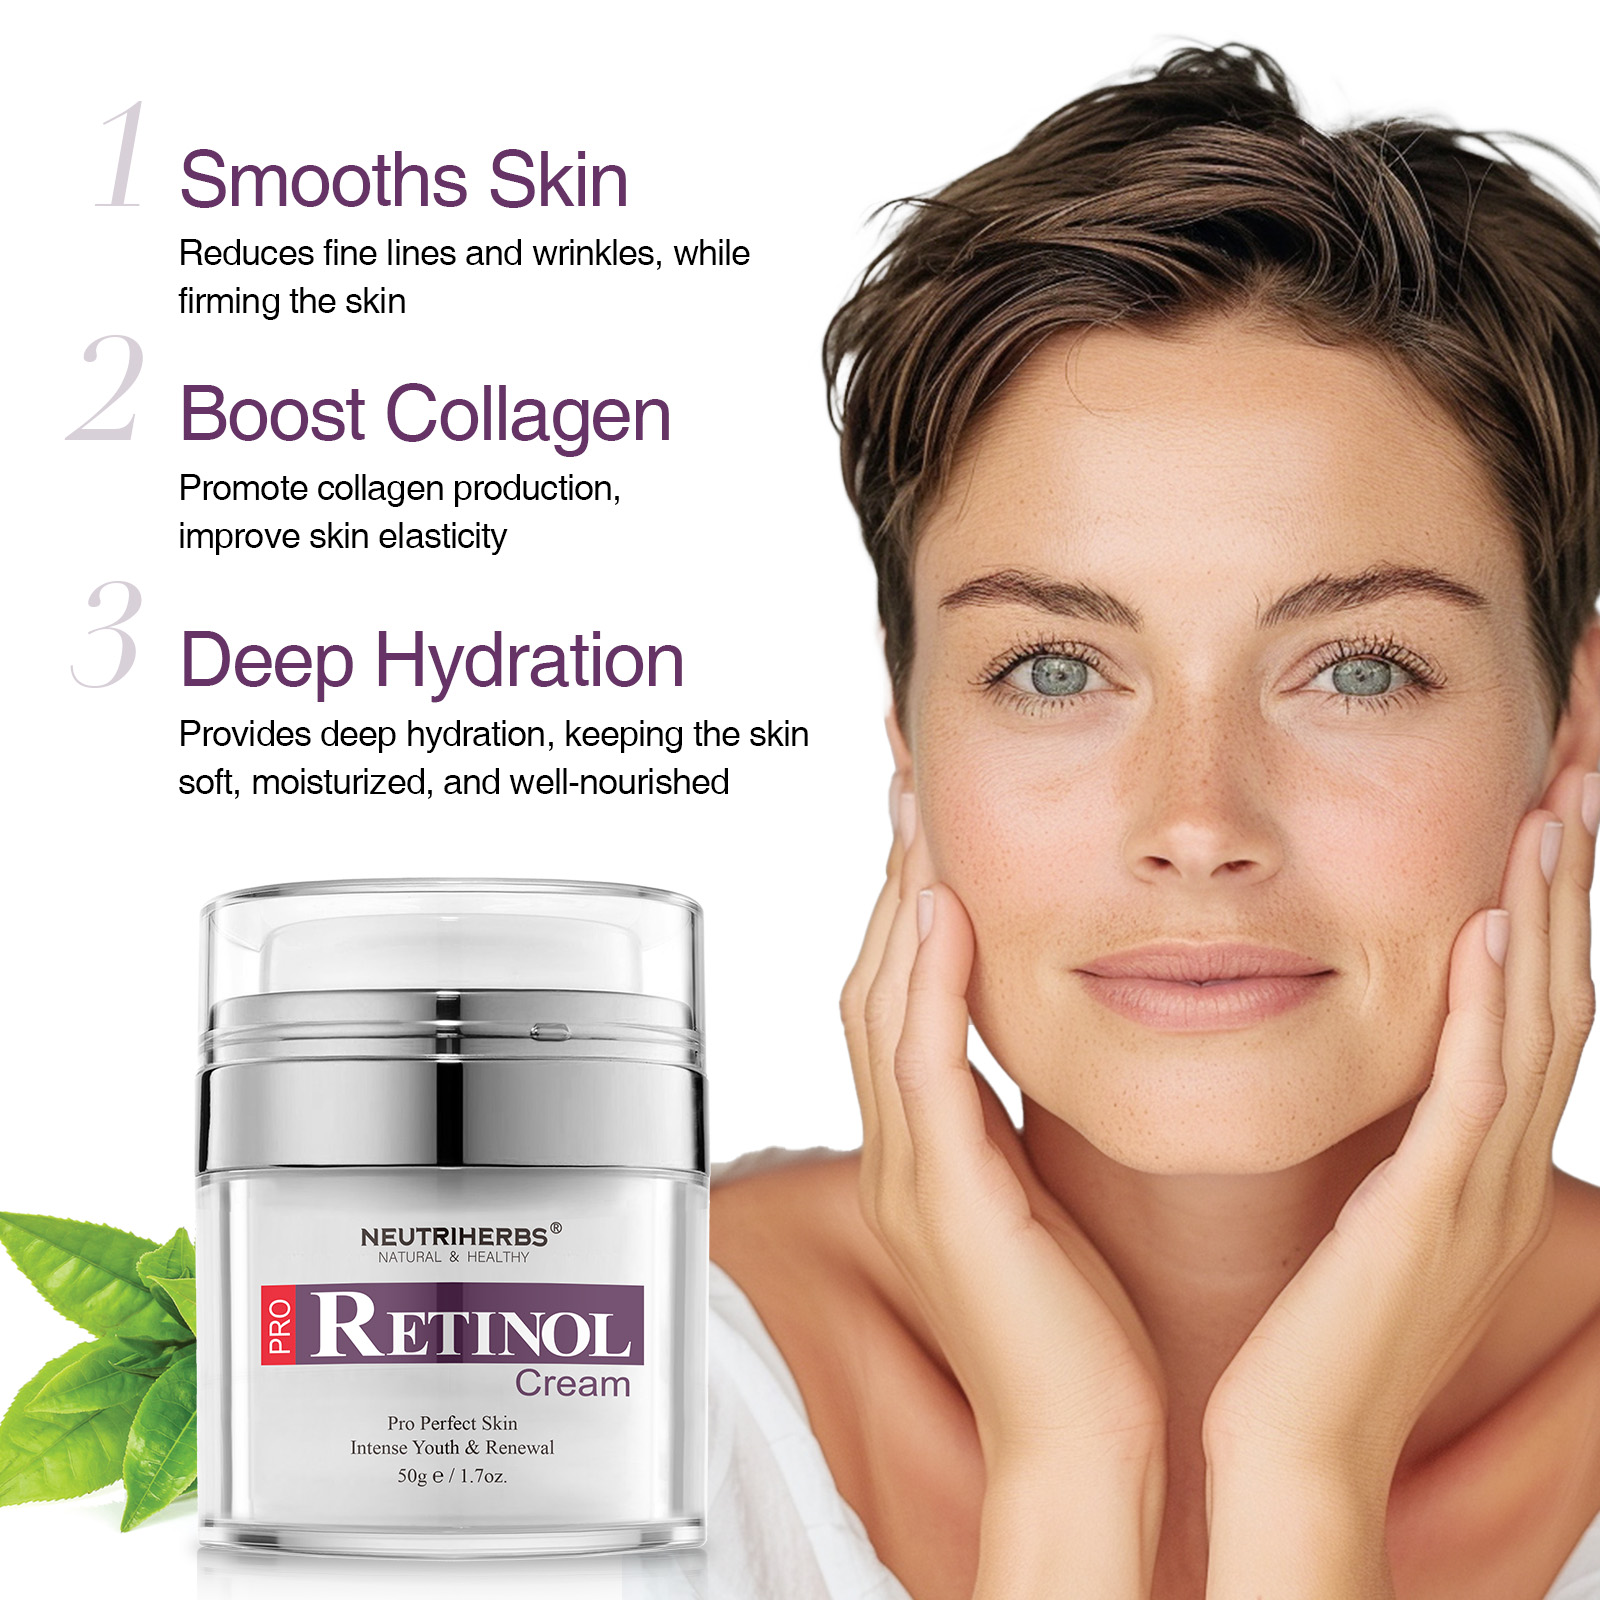 1
Smooths Skin
Reduces fine lines and wrinkles, while
firming the skin
2
Boost Collagen
Promote collagen production,
improve skin elasticity
3
Deep Hydration
Provides deep hydration, keeping the skin
soft, moisturized, and well-nourished
NEUTRIHERBS®
NATURAL & HEALTHY
PRO
RETINOL
Cream
Pro Perfect Skin
Intense Youth & Renewal
50g ℮ / 1.7oz.